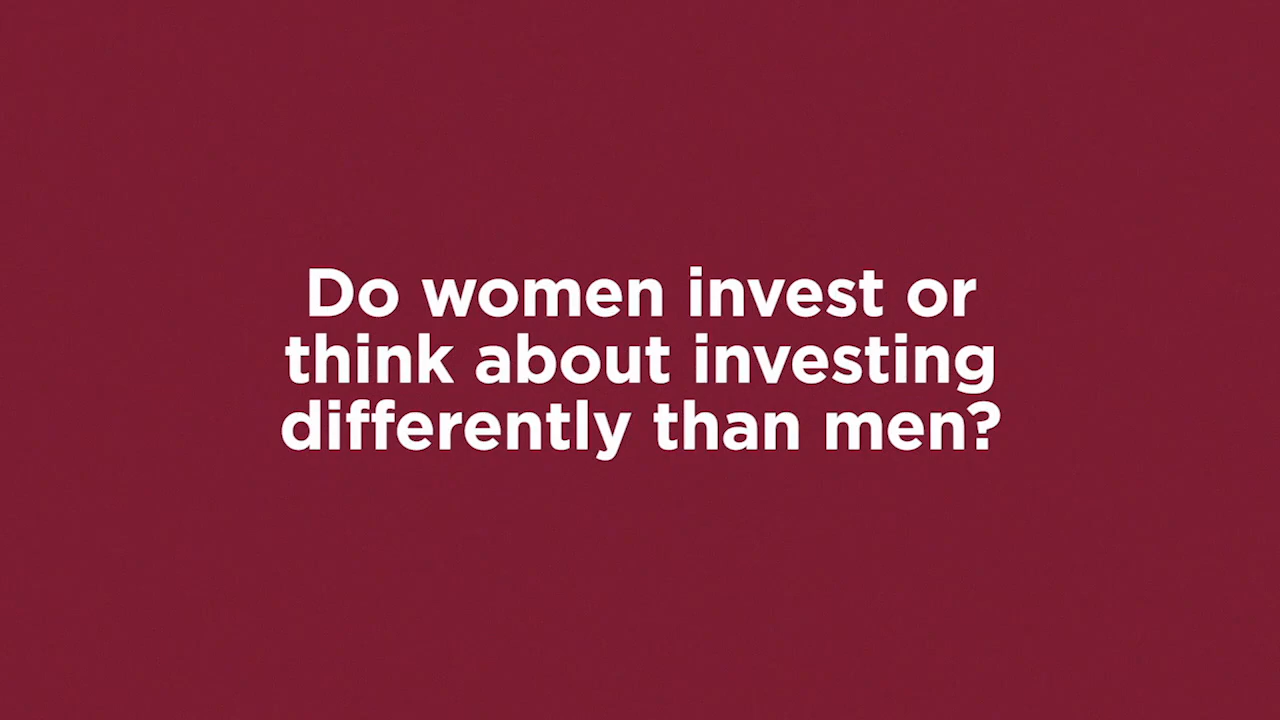 Do women invest or
think about investing
differently than men?